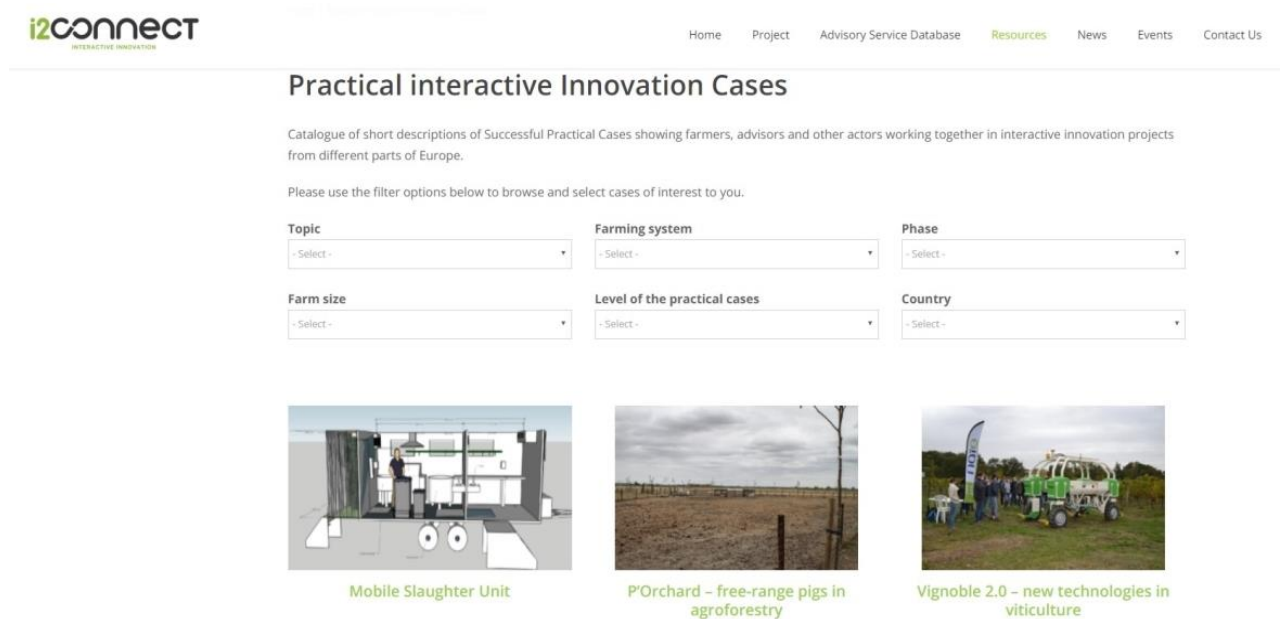 i2connect
INTERACTIVE INNOVATION
Home Project Advisory Service Database Resources News Events Contact Us
Practical interactive Innovation Cases
Catalogue of short descriptions of Successful Practical Cases showing farmers, advisors and other actors working together in interactive innovation projects
from different parts of Europe.
Please use the filter options below to browse and select cases of interest to you.
Topic Farming system Phase
- Select - - Select - - Select -
Farm size Level of the practical cases Country
- Select - - Select - - Select -
Mobile Slaughter Unit
P'Orchard – free-range pigs in
agroforestry
Vignoble 2.0 – new technologies in
viticulture